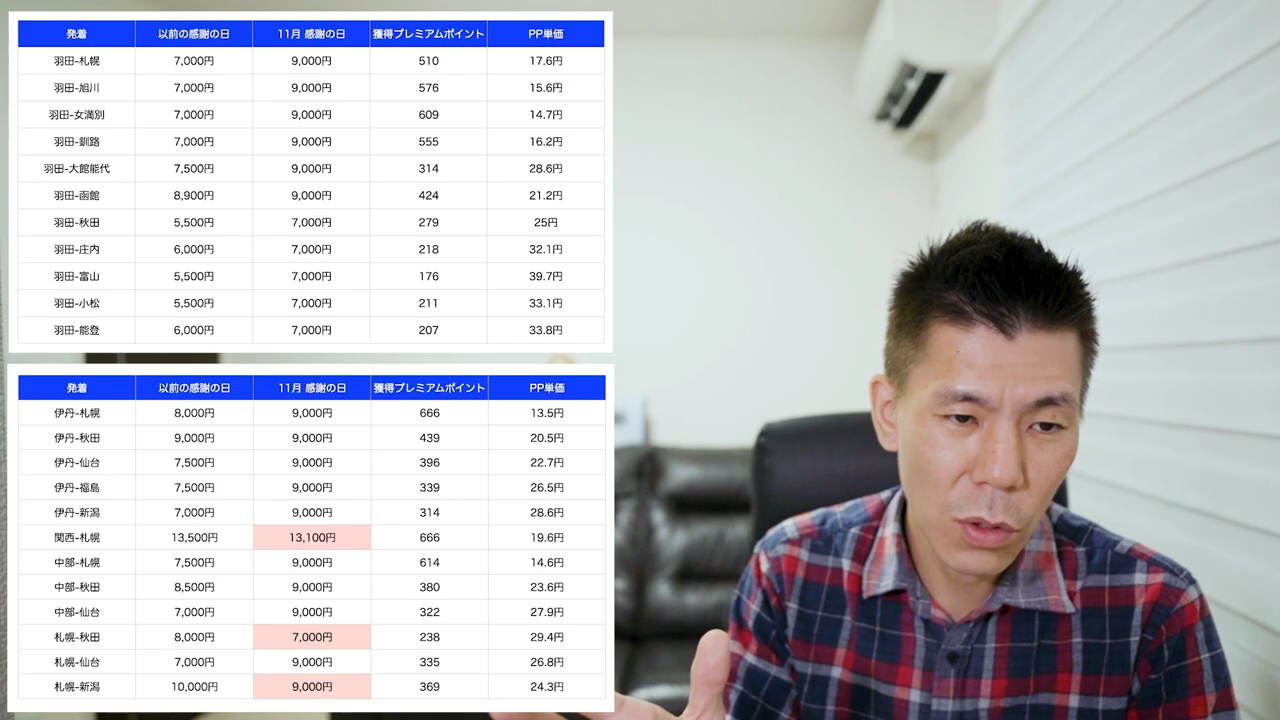 発着 以前の感謝の日 11月 感謝の日 獲得プレミアムポイント PP単価
羽田-札幌 7,000円 9,000円 510 17.6円
羽田-旭川 7,000円 9,000円 576 15.6円
羽田-女満別 7,000円 9,000円 609 14.7円
羽田-釧路 7,000円 9,000円 555 16.2円
羽田-大館能代 7,500円 9,000円 314 28.6円
羽田-函館 8,900円 9,000円 424 21.2円
羽田-秋田 5,500円 7,000円 279 25円
羽田-庄内 6,000円 7,000円 218 32.1円
羽田-富山 5,500円 7,000円 176 39.7円
羽田-小松 5,500円 7,000円 211 33.1円
羽田-能登 6,000円 7,000円 207 33.8円
発着 以前の感謝の日 11月 感謝の日 獲得プレミアムポイント PP単価
伊丹-札幌 8,000円 9,000円 666 13.5円
伊丹-秋田 9,000円 9,000円 439 20.5円
伊丹-仙台 7,500円 9,000円 396 22.7円
伊丹-福島 7,500円 9,000円 339 26.5円
伊丹-新潟 7,000円 9,000円 314 28.6円
関西-札幌 13,500円 13,100円 666 19.6円
中部-札幌 7,500円 9,000円 614 14.6円
中部-秋田 8,500円 9,000円 380 23.6円
中部-仙台 7,000円 9,000円 322 27.9円
札幌-秋田 8,000円 7,000円 238 29.4円
札幌-仙台 7,000円 9,000円 335 26.8円
札幌-新潟 10,000円 9,000円 369 24.3円